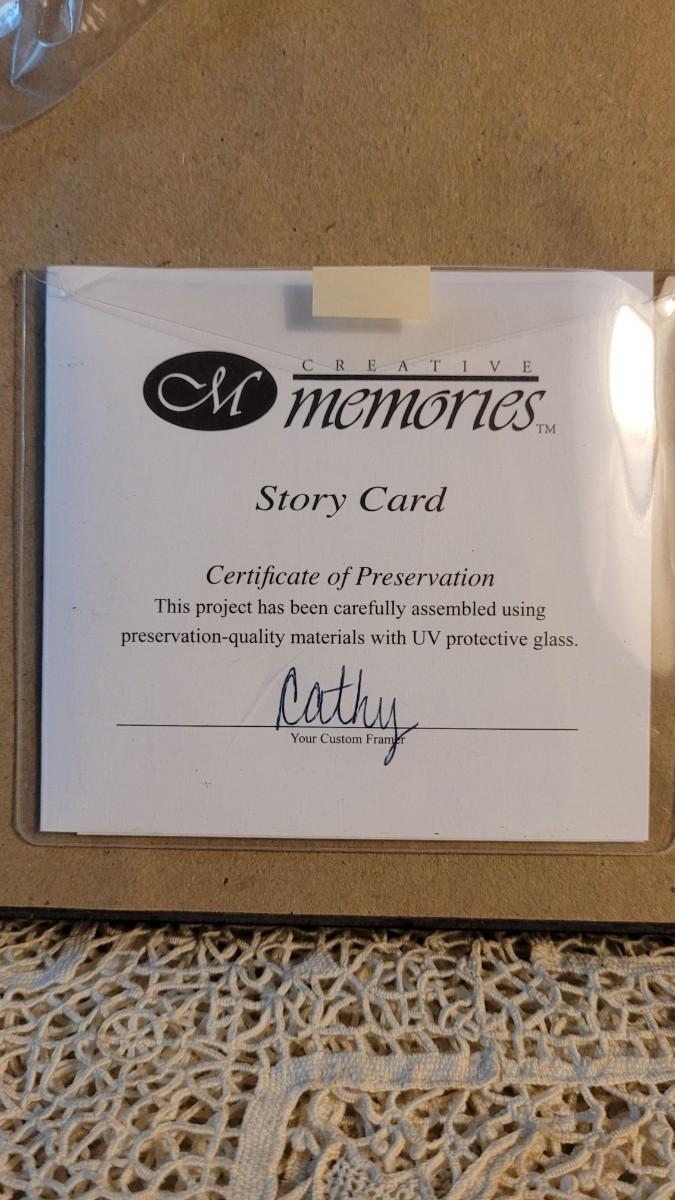 CM CREATIVE
memories TM
Story Card
Certificate of Preservation
This project has been carefully assembled using
preservation-quality materials with UV protective glass.
Cathy
Your Custom Framer